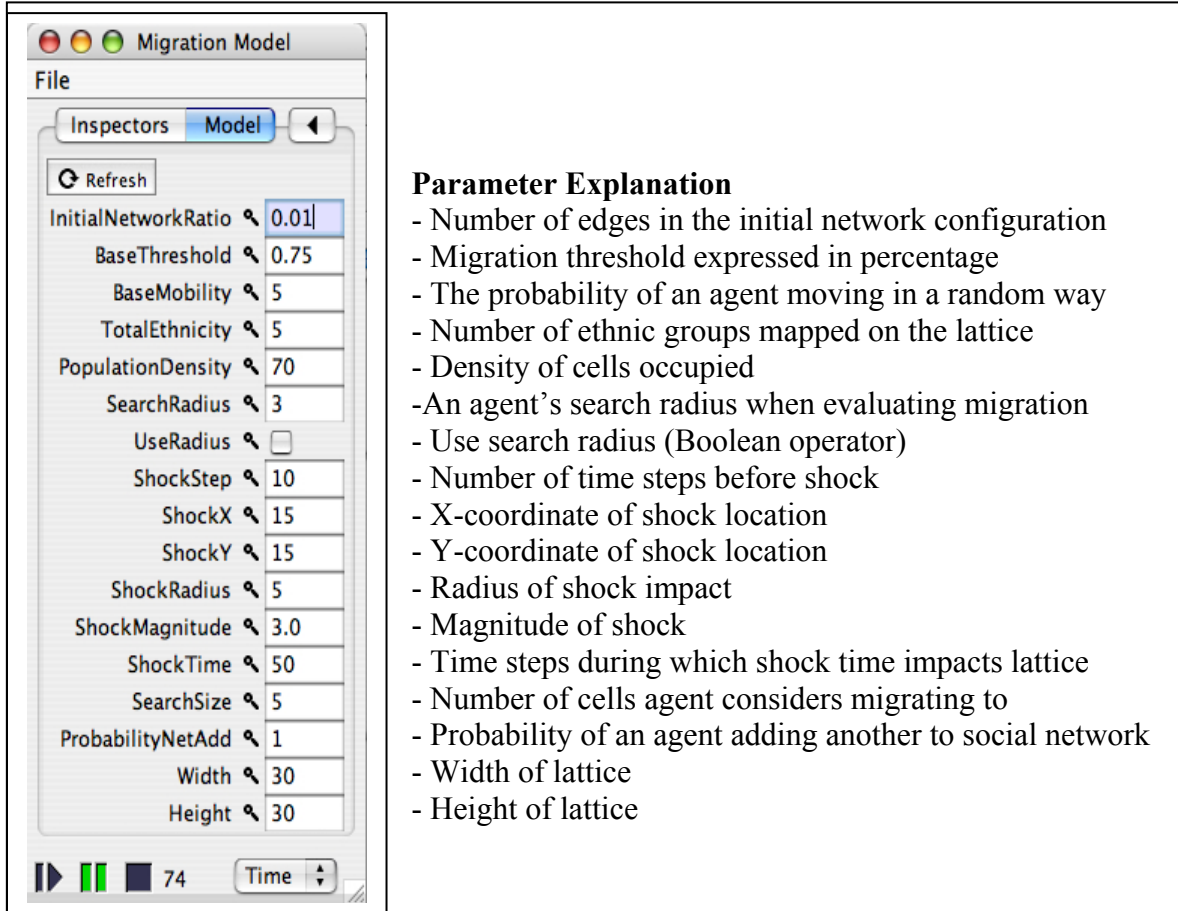 Migration Model
File
Inspectors Model
Refresh
InitialNetworkRatio 0.01
BaseThreshold 0.75
BaseMobility 5
TotalEthnicity 5
PopulationDensity 70
SearchRadius 3
UseRadius
ShockStep 10
ShockX 15
ShockY 15
ShockRadius 5
ShockMagnitude 3.0
ShockTime 50
SearchSize 5
ProbabilityNetAdd 1
Width 30
Height 30
74 Time
Parameter Explanation
- Number of edges in the initial network configuration
- Migration threshold expressed in percentage
- The probability of an agent moving in a random way
- Number of ethnic groups mapped on the lattice
- Density of cells occupied
-An agent’s search radius when evaluating migration
- Use search radius (Boolean operator)
- Number of time steps before shock
- X-coordinate of shock location
- Y-coordinate of shock location
- Radius of shock impact
- Magnitude of shock
- Time steps during which shock time impacts lattice
- Number of cells agent considers migrating to
- Probability of an agent adding another to social network
- Width of lattice
- Height of lattice